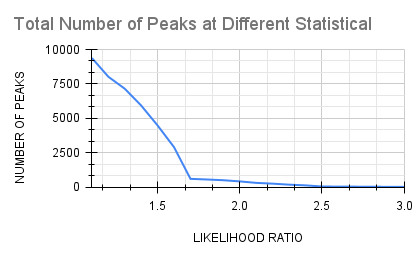 Total Number of Peaks at Different Statistical
NUMBER OF PEAKS
10000
7500
5000
2500
0
1.5 2.0 2.5 3.0
LIKELIHOOD RATIO